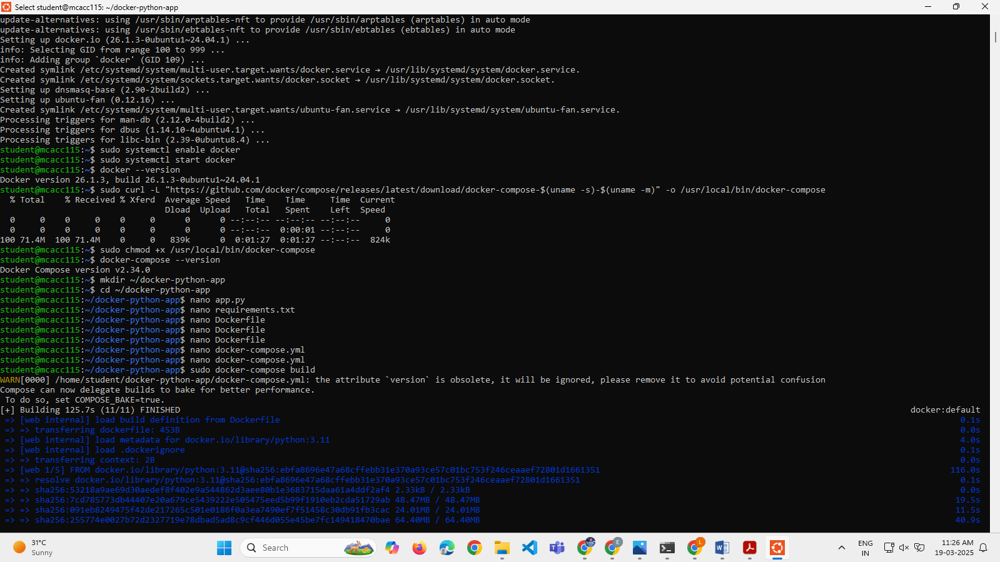 Select student@mcacc115: ~/docker-python-app
update-alternatives: using /usr/sbin/arptables-nft to provide /usr/sbin/arptables (arptables) in auto mode
update-alternatives: using /usr/sbin/ebtables-nft to provide /usr/sbin/ebtables (ebtables) in auto mode
Setting up docker.io (26.1.3-0ubuntu1~24.04.1) ...
info: Selecting GID from range 100 to 999 ...
info: Adding group `docker' (GID 109) ...
Created symlink /etc/systemd/system/multi-user.target.wants/docker.service → /usr/lib/systemd/system/docker.service.
Created symlink /etc/systemd/system/sockets.target.wants/docker.socket → /usr/lib/systemd/system/docker.socket.
Setting up dnsmasq-base (2.90-2build2) ...
Setting up ubuntu-fan (0.12.16) ...
Created symlink /etc/systemd/system/multi-user.target.wants/ubuntu-fan.service → /usr/lib/systemd/system/ubuntu-fan.service.
Processing triggers for man-db (2.12.0-4build2) ...
Processing triggers for dbus (1.14.10-4ubuntu4.1) ...
Processing triggers for libc-bin (2.39-0ubuntu8.4) ...
student@mcacc115:~$ sudo systemctl enable docker
student@mcacc115:~$ sudo systemctl start docker
student@mcacc115:~$ docker --version
Docker version 26.1.3, build 26.1.3-0ubuntu1~24.04.1
student@mcacc115:~$ sudo curl -L "https://github.com/docker/compose/releases/latest/download/docker-compose-$(uname -s)-$(uname -m)" -o /usr/local/bin/docker-compose
  % Total    % Received % Xferd  Average Speed   Time    Time     Time  Current
                                 Dload  Upload   Total   Spent    Left  Speed
  0     0    0     0    0     0      0      0 --:--:-- --:--:-- --:--:--     0
  0     0    0     0    0     0      0      0 --:--:--  0:00:01 --:--:--     0
100 71.4M  100 71.4M    0     0   839k      0  0:01:27  0:01:27 --:--:--  824k
student@mcacc115:~$ sudo chmod +x /usr/local/bin/docker-compose
student@mcacc115:~$ docker-compose --version
Docker Compose version v2.34.0
student@mcacc115:~$ mkdir ~/docker-python-app
student@mcacc115:~$ cd ~/docker-python-app
student@mcacc115:~/docker-python-app$ nano app.py
student@mcacc115:~/docker-python-app$ nano requirements.txt
student@mcacc115:~/docker-python-app$ nano Dockerfile
student@mcacc115:~/docker-python-app$ nano Dockerfile
student@mcacc115:~/docker-python-app$ nano Dockerfile
student@mcacc115:~/docker-python-app$ nano docker-compose.yml
student@mcacc115:~/docker-python-app$ nano docker-compose.yml
student@mcacc115:~/docker-python-app$ sudo docker-compose build
WARN[0000] /home/student/docker-python-app/docker-compose.yml: the attribute `version` is obsolete, it will be ignored, please remove it to avoid potential confusion
Compose can now delegate builds to bake for better performance.
 To do so, set COMPOSE_BAKE=true.
[+] Building 125.7s (11/11) FINISHED docker:default
 => [web internal] load build definition from Dockerfile 0.1s
 => => transferring dockerfile: 453B 0.0s
 => [web internal] load metadata for docker.io/library/python:3.11 4.0s
 => [web internal] load .dockerignore 0.1s
 => => transferring context: 2B 0.0s
 => [web 1/5] FROM docker.io/library/python:3.11@sha256:ebfa8696e47a68cffebb31e370a93ce57c01bc753f246ceaaef72801d1661351 116.0s
 => => resolve docker.io/library/python:3.11@sha256:ebfa8696e47a68cffebb31e370a93ce57c01bc753f246ceaaef72801d1661351 0.1s
 => => sha256:53218a9ae69d30aedef8f402e9a544862d3aee80b1e3683715daa61a4ddf2af4 2.33kB / 2.33kB 0.0s
 => => sha256:7cd785773db44407e20a679ce5439222e505475eed5b99f1910eb2cda51729ab 48.47MB / 48.47MB 19.5s
 => => sha256:091eb8249475f42de217265c501e0186f0a3ea7490ef7f51458c30db91fb3cac 24.01MB / 24.01MB 11.5s
 => => sha256:255774e0027b72d2327719e78dbad5ad8c9cf446d055e45be7fc149418470bae 64.40MB / 64.40MB 40.9s
31°C
Sunny
Search
E
L
ENG
IN
11:26 AM
19-03-2025